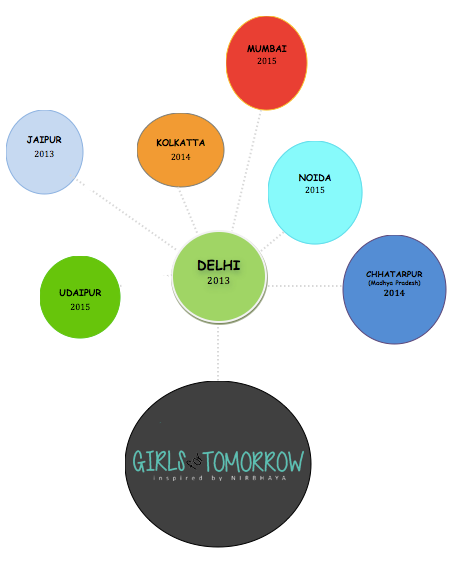 MUMBAI
2015
JAIPUR
2013
KOLKATTA
2014
NOIDA
2015
DELHI
2013
CHHATARPUR
(Madhya Pradesh)
2014
UDAIPUR
2015
GIRLS for TOMORROW
inspired by NIRBHAYA